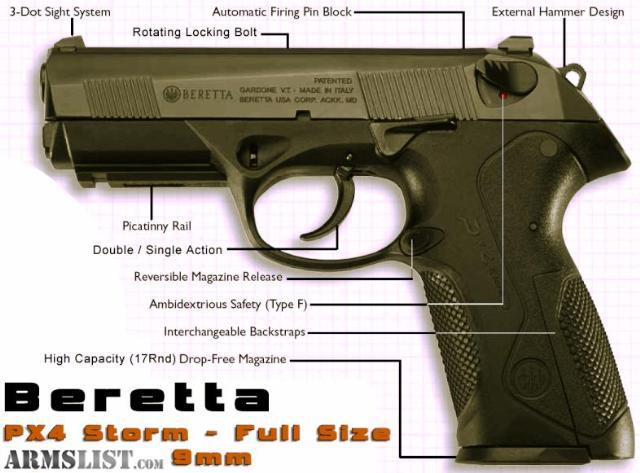 3-Dot Sight System
Automatic Firing Pin Block
External Hammer Design
Rotating Locking Bolt
BERETTA
PATENTED
GARDONE V.T. - MADE IN ITALY
BERETTA USA CORP. ACKK. MD
Picatinny Rail
Double / Single Action
Reversible Magazine Release
Ambidextrious Safety (Type F)
Interchangeable Backstraps
High Capacity (17Rnd) Drop-Free Magazine
Beretta
PX4 Storm - Full Size
ARMSLIST.com 9mm